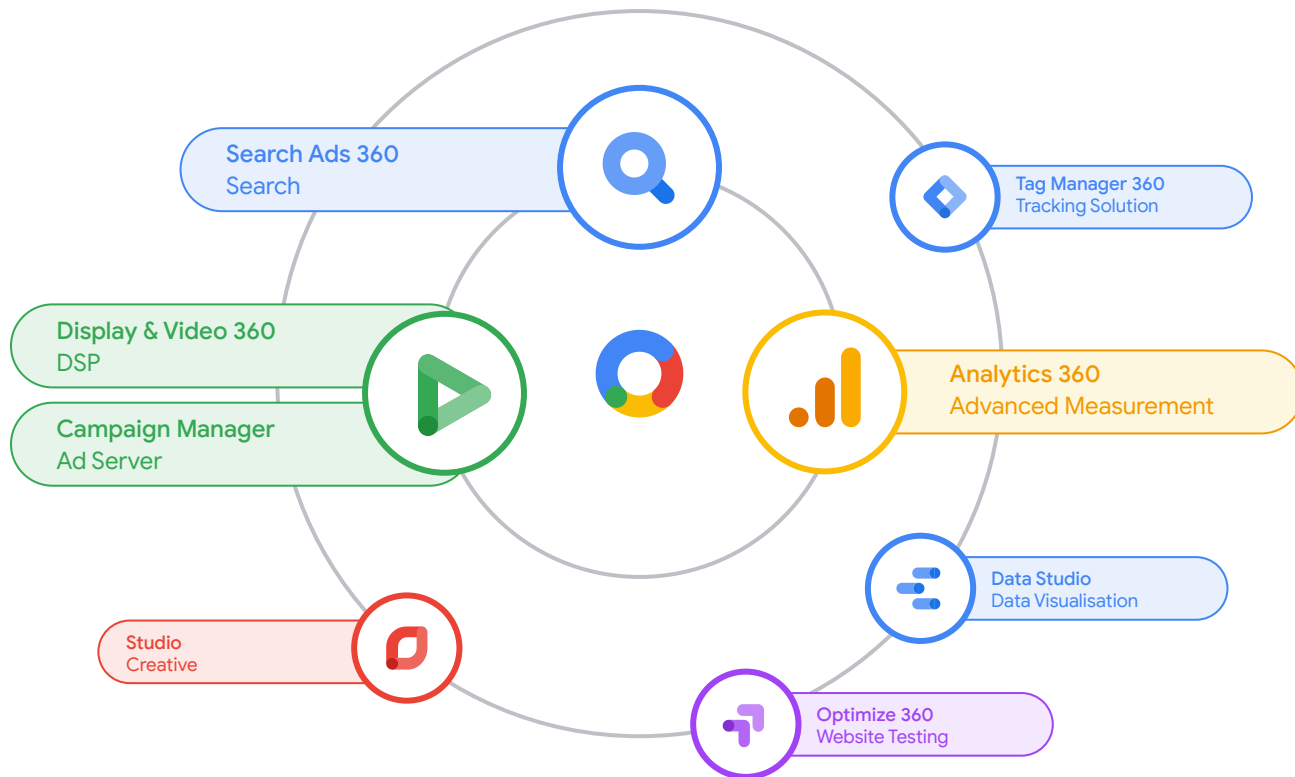 Search Ads 360
Search
Tag Manager 360
Tracking Solution
Display & Video 360
DSP
Analytics 360
Advanced Measurement
Campaign Manager
Ad Server
Data Studio
Data Visualisation
Studio
Creative
Optimize 360
Website Testing